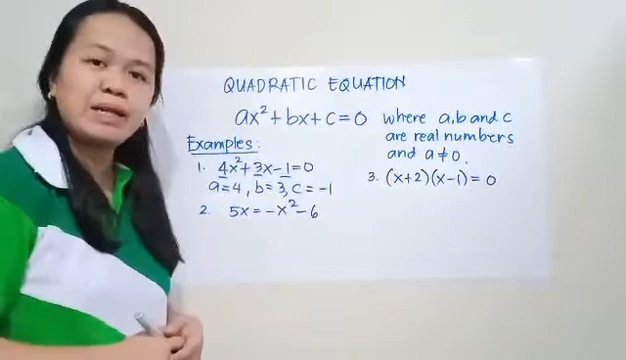 QUADRATIC EQUATION
ax²+bx+c=0 where a,b and c
are real numbers
and a≠0.
Examples:
1. 4x²+3x-1=0
a=4, b=3, c=-1
2. 5x=-x²-6
3. (x+2)(x-1)=0